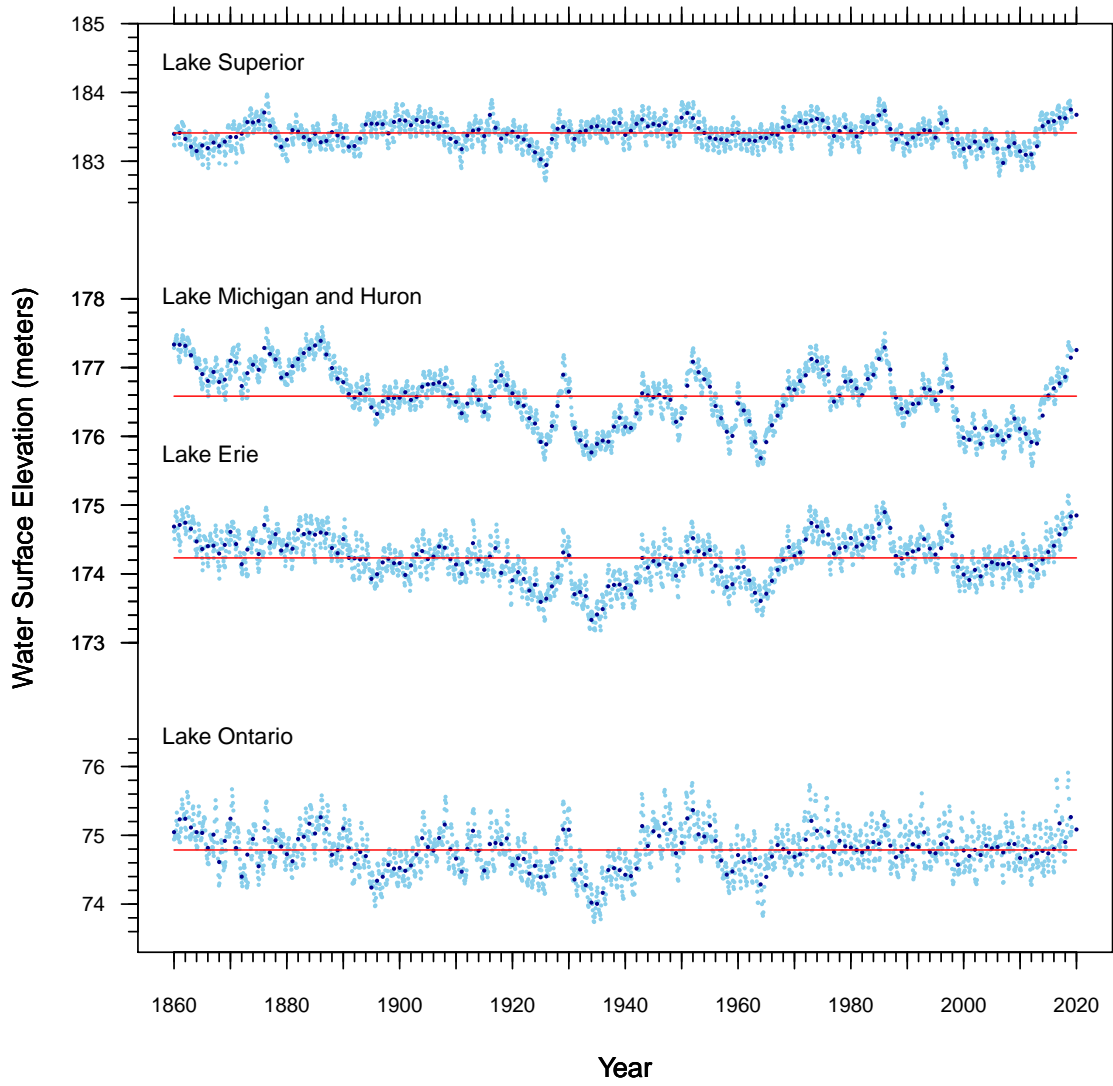 185
Lake Superior
184
183
Lake Michigan and Huron
178
177
176
Lake Erie
175
174
173
Lake Ontario
76
75
74
1860 1880 1900 1920 1940 1960 1980 2000 2020
Year
Water Surface Elevation (meters)